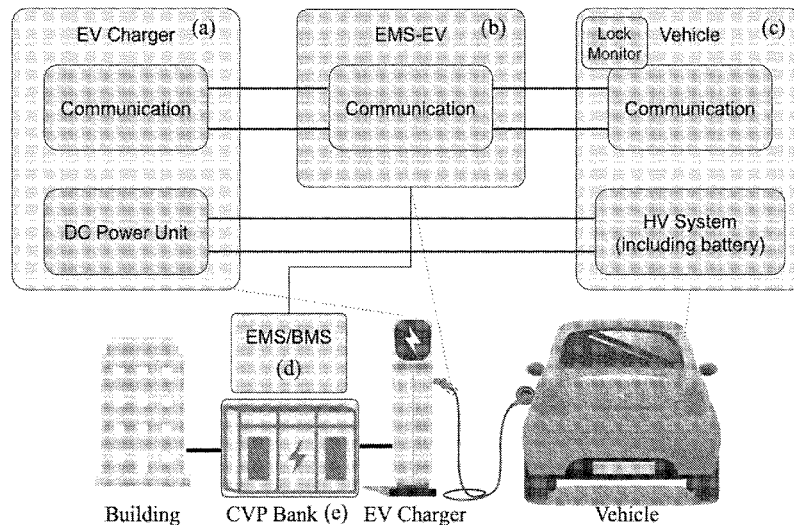 EV Charger (a)
EMS-EV (b)
Lock
Monitor
Vehicle (c)
Communication
Communication
Communication
DC Power Unit
HV System
(including battery)
EMS/BMS
(d)
Building
CVP Bank (e)
EV Charger
Vehicle